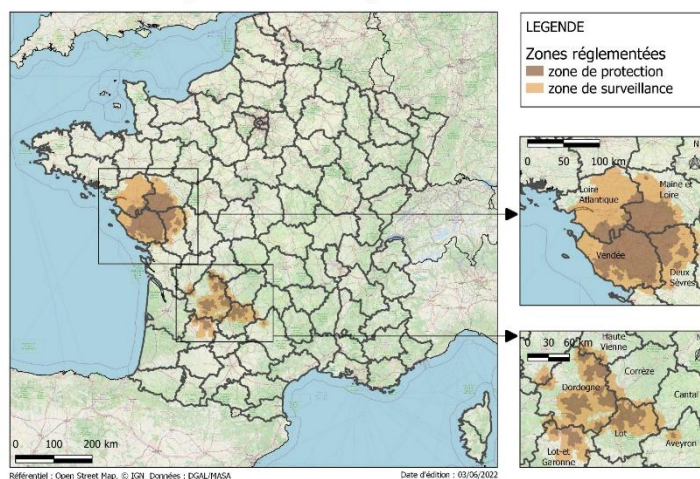 LEGENDE
Zones réglementées
zone de protection
zone de surveillance
0 50 100 km
N
Loire
Atlantique
Maine et
Loire
Vendée
Deux
Sèvres
0 30 60 km
N
Haute
Vienne
Corrèze
Dordogne
Cantal
Lot
Lot-et
Garonne
Aveyron
0 100 200 km
Référentiel : Open Street Map, © IGN Données : DGAL/MASA
Date d'édition : 03/06/2022